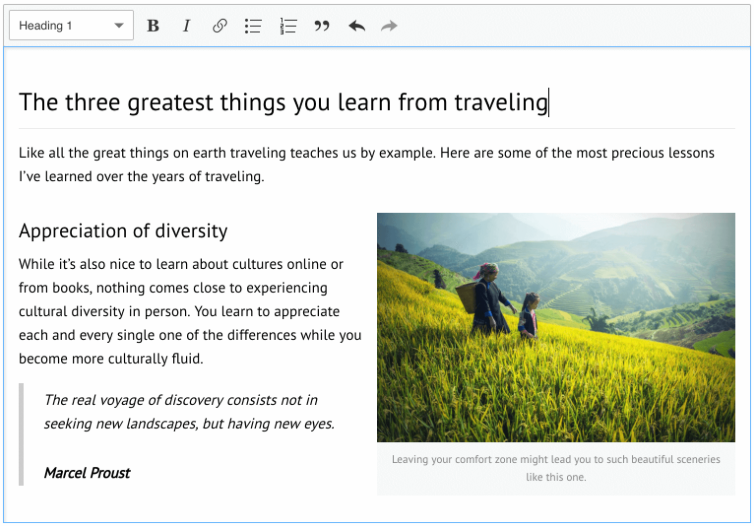 Heading 1
The three greatest things you learn from traveling
Like all the great things on earth traveling teaches us by example. Here are some of the most precious lessons
I’ve learned over the years of traveling.
Appreciation of diversity
While it’s also nice to learn about cultures online or
from books, nothing comes close to experiencing
cultural diversity in person. You learn to appreciate
each and every single one of the differences while you
become more culturally fluid.
The real voyage of discovery consists not in
seeking new landscapes, but having new eyes.
Marcel Proust
Leaving your comfort zone might lead you to such beautiful sceneries
like this one.